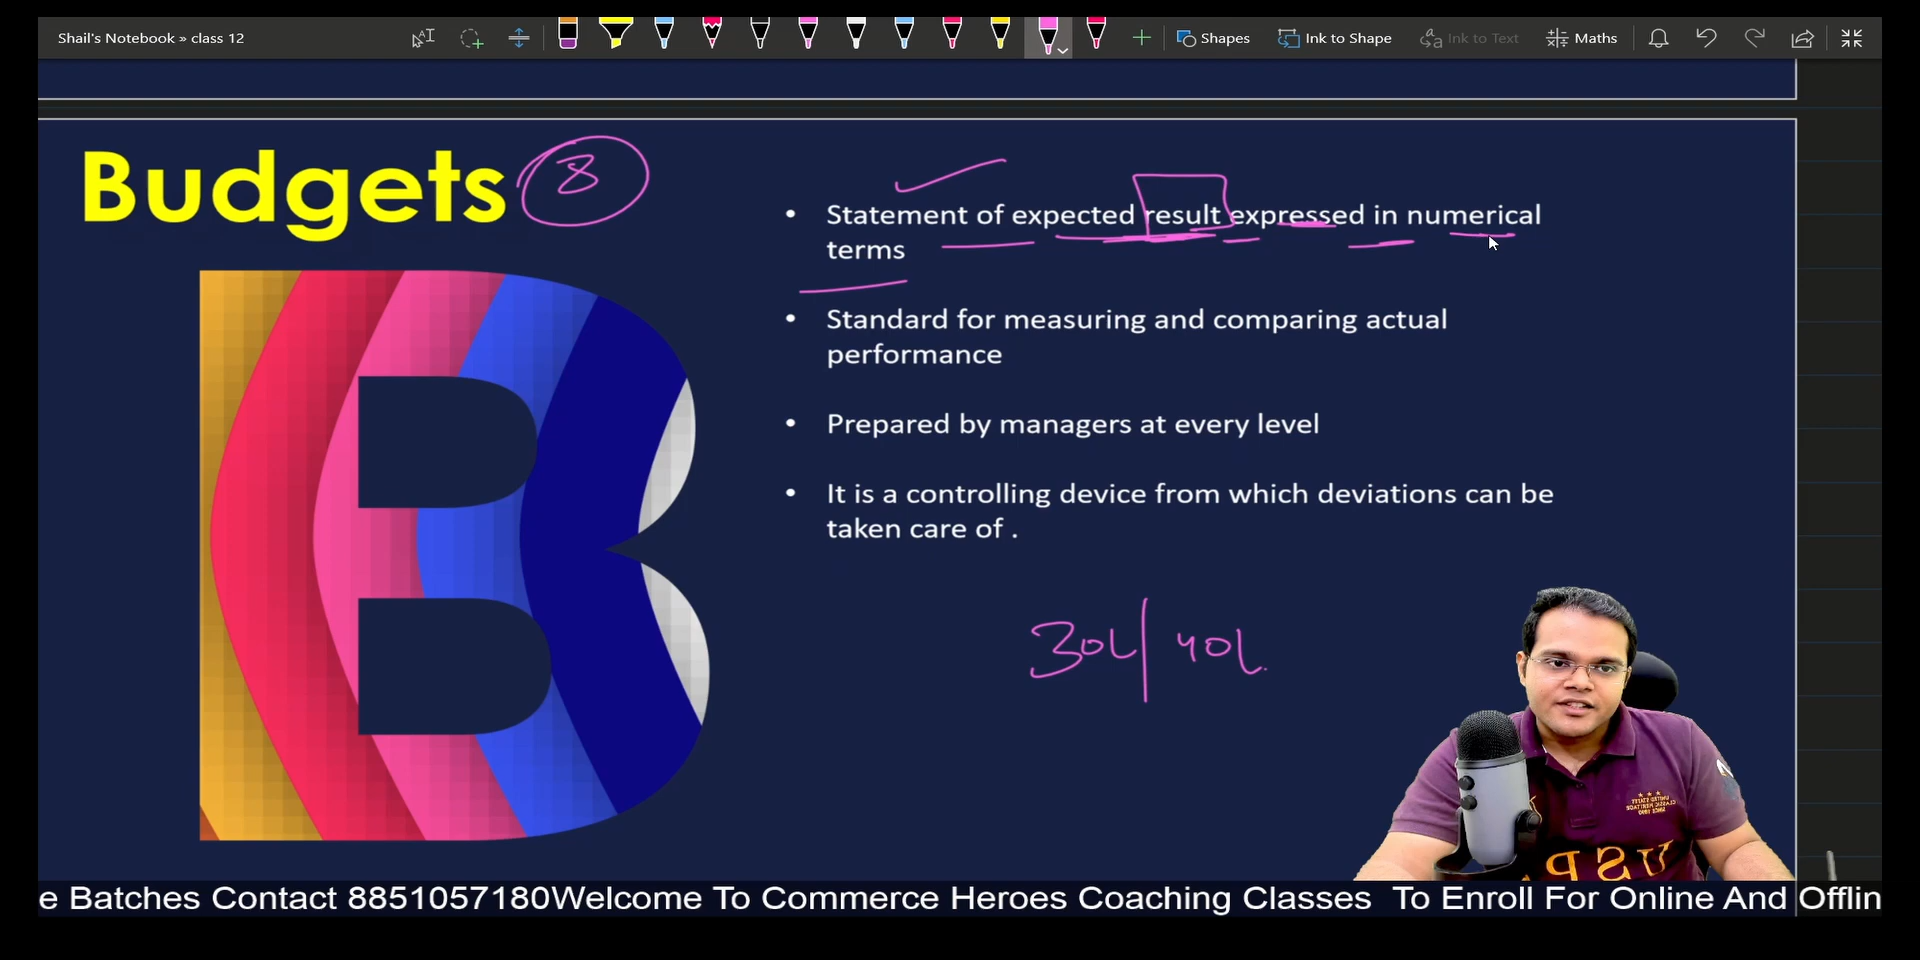 Shail's Notebook » class 12
Shapes
Ink to Shape
Ink to Text
Maths
Budgets
8
• Statement of expected result expressed in numerical
terms
• Standard for measuring and comparing actual
performance
• Prepared by managers at every level
• It is a controlling device from which deviations can be
taken care of .
30L | 40L
e Batches Contact 8851057180Welcome To Commerce Heroes Coaching Classes To Enroll For Online And Offlin